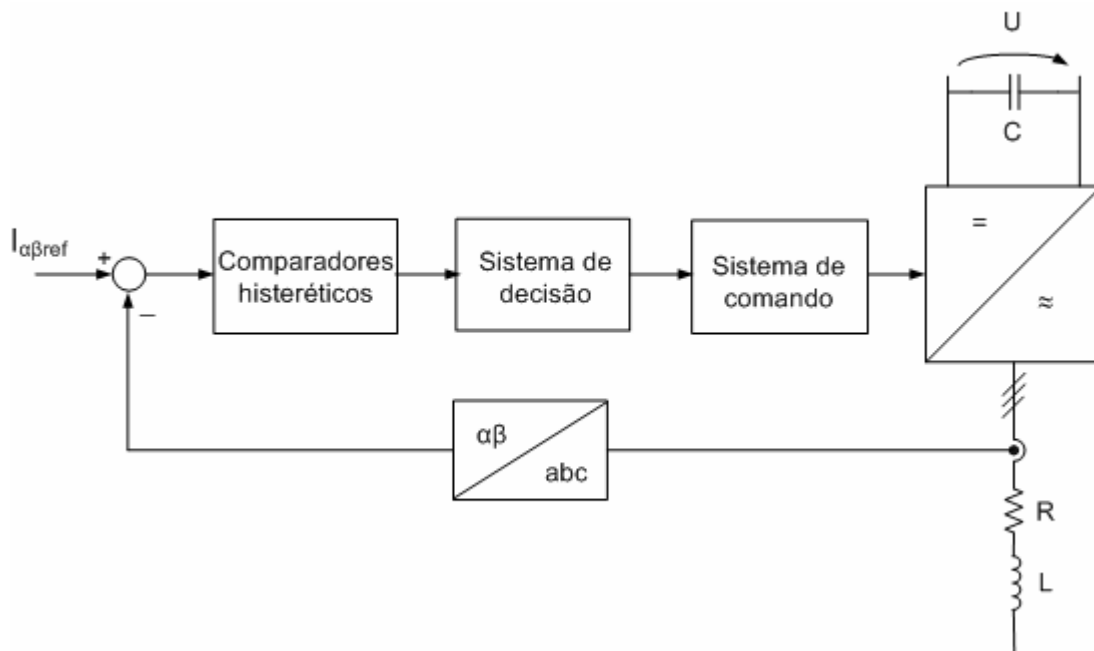 U
C
Iαβref
+
−
Comparadores
histeréticos
Sistema de
decisão
Sistema de
comando
=
≈
αβ
abc
R
L